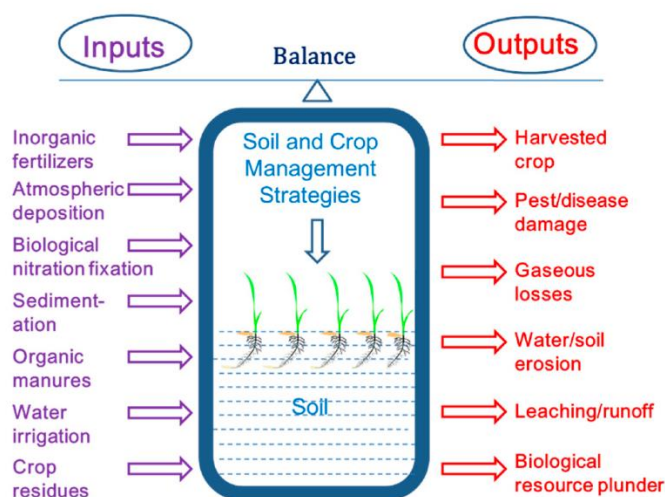 Inputs
Balance
Outputs
Inorganic
fertilizers
Atmospheric
deposition
Biological
nitration fixation
Sediment-
ation
Organic
manures
Water
irrigation
Crop
residues
Soil and Crop
Management
Strategies
Soil
Harvested
crop
Pest/disease
damage
Gaseous
losses
Water/soil
erosion
Leaching/runoff
Biological
resource plunder